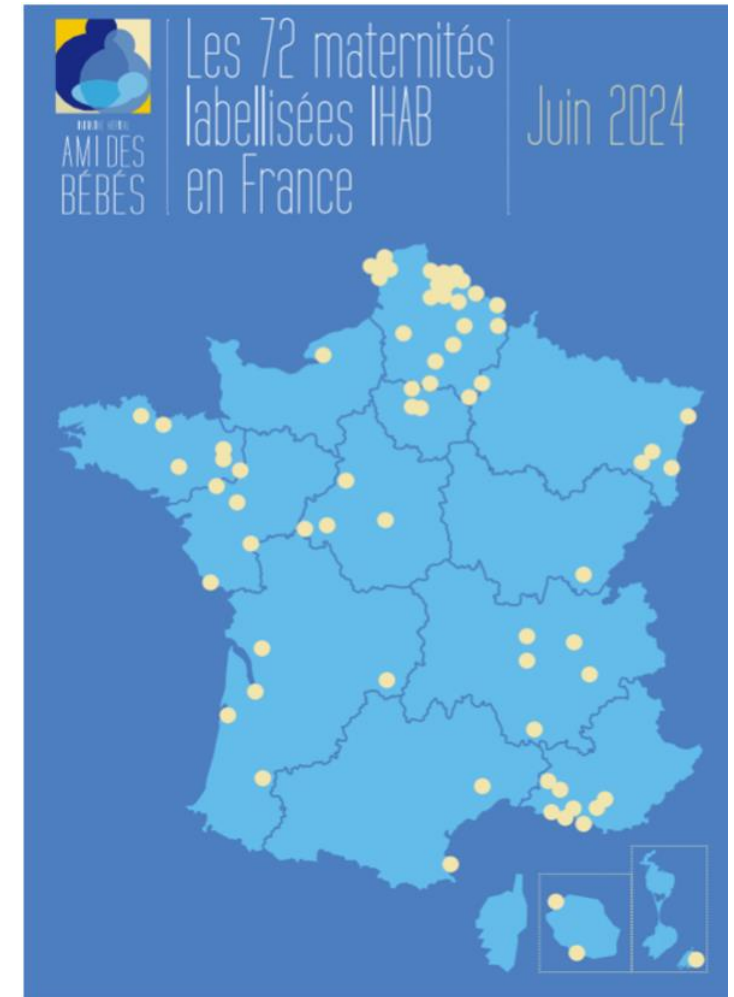 Les 72 maternités
labellisées IHAB
en France
Juin 2024
AMI DES
BÉBÉS